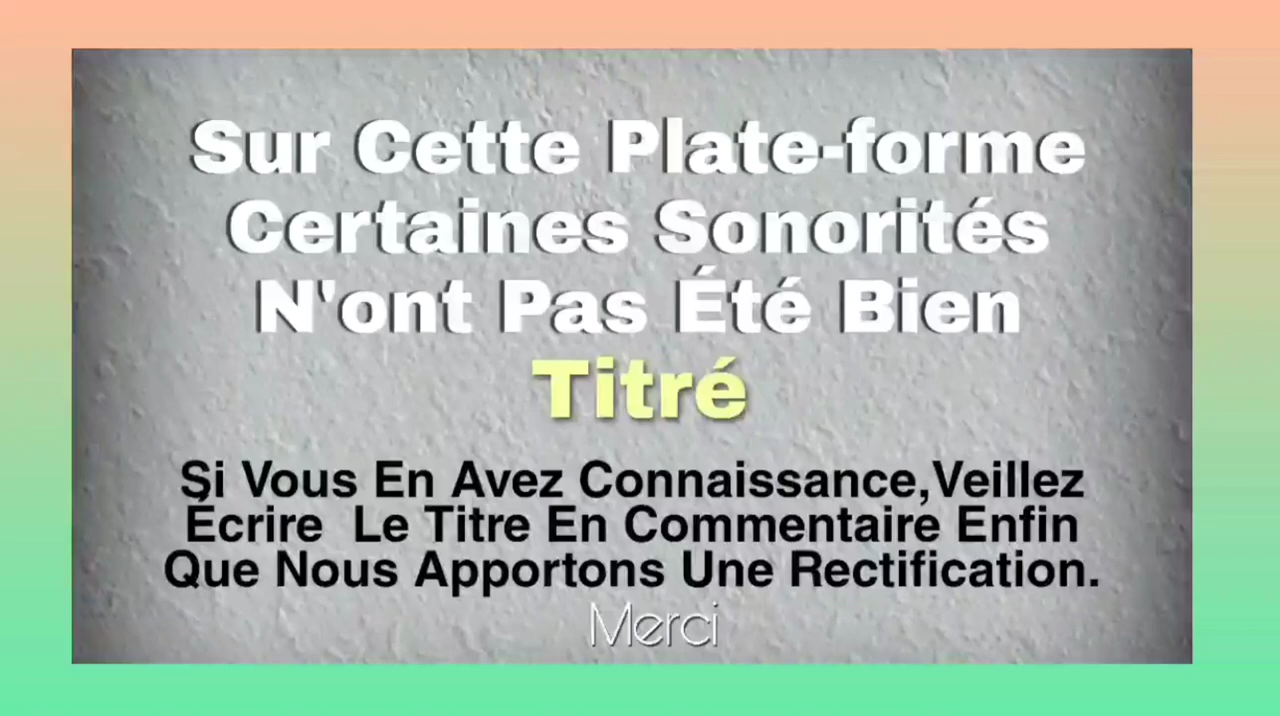 Sur Cette Plate-forme
Certaines Sonorités
N'ont Pas Été Bien
Titré
Si Vous En Avez Connaissance,Veillez
Écrire Le Titre En Commentaire Enfin
Que Nous Apportons Une Rectification.
Merci